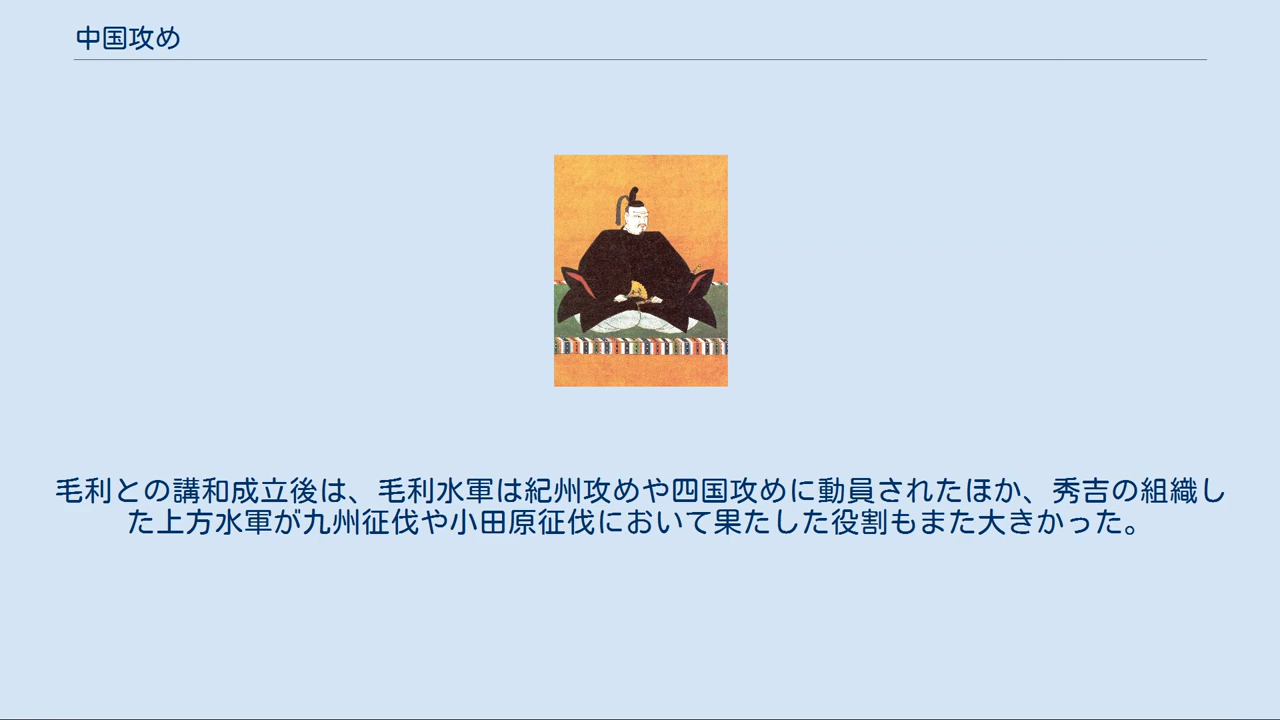 中国攻め
毛利との講和成立後は、毛利水軍は紀州攻めや四国攻めに動員されたほか、秀吉の組織し
た上方水軍が九州征伐や小田原征伐において果たした役割もまた大きかった。